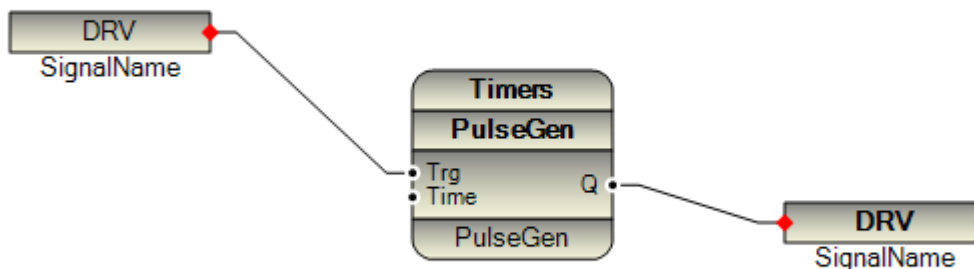 DRV
SignalName
Timers
PulseGen
Trg
Time
Q
PulseGen
DRV
SignalName